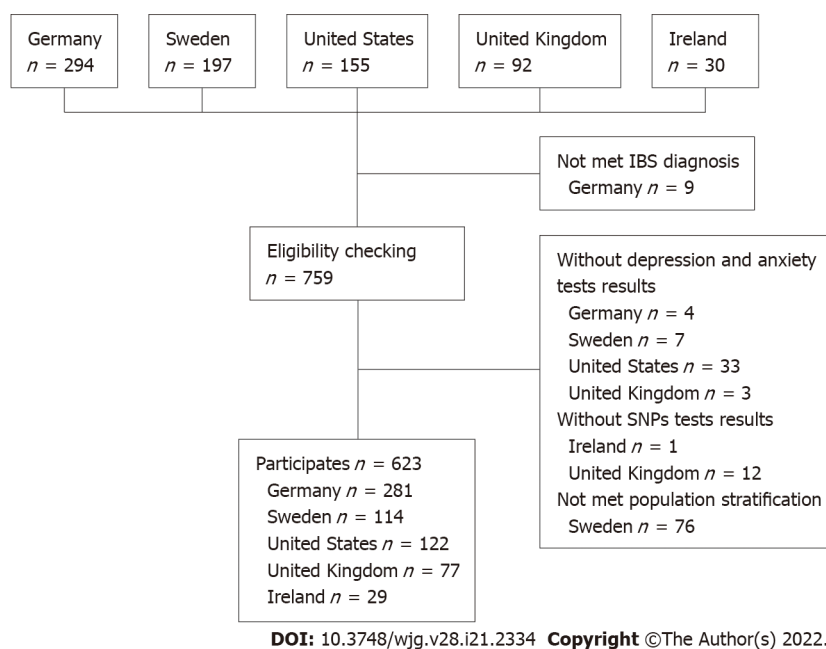 Germany
n = 294
Sweden
n = 197
United States
n = 155
United Kingdom
n = 92
Ireland
n = 30
Not met IBS diagnosis
Germany n = 9
Eligibility checking
n = 759
Without depression and anxiety
tests results
Germany n = 4
Sweden n = 7
United States n = 33
United Kingdom n = 3
Without SNPs tests results
Ireland n = 1
United Kingdom n = 12
Not met population stratification
Sweden n = 76
Participates n = 623
Germany n = 281
Sweden n = 114
United States n = 122
United Kingdom n = 77
Ireland n = 29
DOI: 10.3748/wjg.v28.i21.2334 Copyright ©The Author(s) 2022.